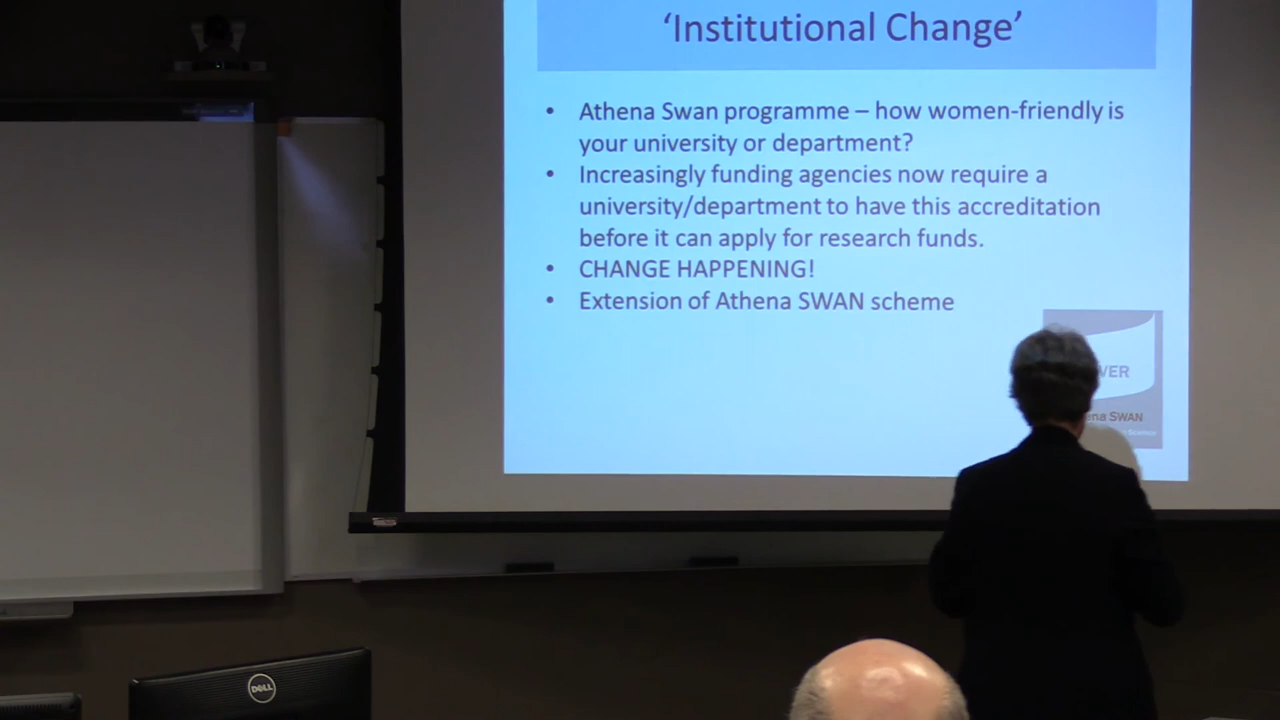 ‘Institutional Change’
• Athena Swan programme – how women-friendly is
your university or department?
• Increasingly funding agencies now require a
university/department to have this accreditation
before it can apply for research funds.
• CHANGE HAPPENING!
• Extension of Athena SWAN scheme
VER
ena SWAN
Science
DELL